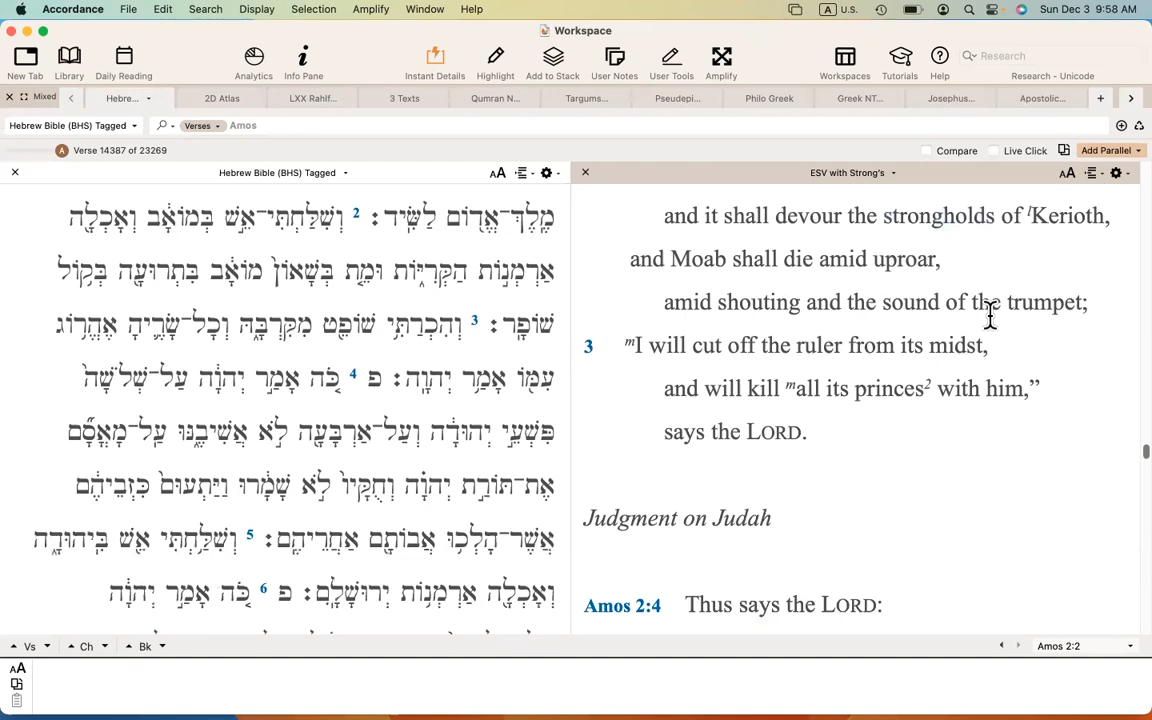 Accordance File Edit Search Display Selection Amplify Window Help A U.S. Sun Dec 3 9:58 AM
Workspace
New Tab Library Daily Reading Analytics Info Pane Instant Details Highlight Add to Stack User Notes User Tools Amplify Workspaces Tutorials Help Research
Research - Unicode
Mixed Hebre... 2D Atlas LXX Rahlf... 3 Texts Qumran N... Targums... Pseudepi... Philo Greek Greek NT... Josephus... Apostolic...
Hebrew Bible (BHS) Tagged Verses Amos
A Verse 14387 of 23269 Compare Live Click Add Parallel
Hebrew Bible (BHS) Tagged AA
מֶֽלֶךְ־אֱד֖וֹם לַשִּֽׂיד׃ 2 וְשִׁלַּחְתִּי־אֵ֣שׁ בְּמוֹאָ֔ב וְאָכְלָ֖ה
אַרְמְנ֣וֹת הַקְּרִיּ֑וֹת וּמֵ֤ת בְּשָׁאוֹן֙ מוֹאָ֔ב בִּתְרוּעָ֖ה בְּק֥וֹל
שׁוֹפָֽר׃ 3 וְהִכְרַתִּ֥י שׁוֹפֵ֖ט מִקִּרְבָּ֑הּ וְכָל־שָׂרֶ֛יהָ אֶהֱר֥וֹג
עִמּ֖וֹ אָמַ֥ר יְהוָֽה׃ פ 4 כֹּ֚ה אָמַ֣ר יְהוָ֔ה עַל־שְׁלֹשָׁה֙
פִּשְׁעֵ֣י יְהוּדָ֔ה וְעַל־אַרְבָּעָ֖ה לֹ֣א אֲשִׁיבֶ֑נּוּ עַֽל־מָאֳסָ֞ם
אֶת־תּוֹרַ֣ת יְהוָ֗ה וְחֻקָּיו֙ לֹ֣א שָׁמָ֔רוּ וַיַּתְעוּם֙ כִּזְבֵיהֶ֔ם
אֲשֶׁר־הָלְכ֥וּ אֲבוֹתָ֖ם אַחֲרֵיהֶֽם׃ 5 וְשִׁלַּ֥חְתִּי אֵ֖שׁ בִּֽיהוּדָ֑ה
וְאָכְלָ֖ה אַרְמְנ֥וֹת יְרוּשָׁלִָֽם׃ פ 6 כֹּ֚ה אָמַ֣ר יְהוָ֔ה
ESV with Strong's AA
and it shall devour the strongholds of lKerioth,
and Moab shall die amid uproar,
amid shouting and the sound of the trumpet;
3 mI will cut off the ruler from its midst,
and will kill mall its princes2 with him,”
says the LORD.
Judgment on Judah
Amos 2:4 Thus says the LORD:
Vs Ch Bk Amos 2:2
AA